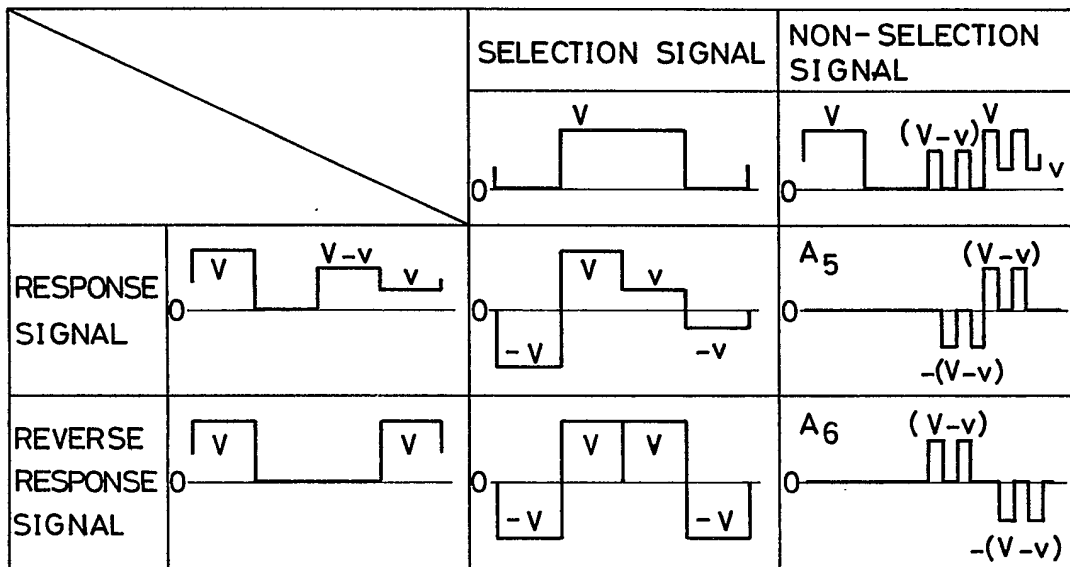 SELECTION SIGNAL
NON-SELECTION
SIGNAL
V
0
V
(V-v)
V
v
0
RESPONSE
SIGNAL
V
V-v
v
0
V
v
0
-V
-v
A5
(V-v)
0
-(V-v)
REVERSE
RESPONSE
SIGNAL
V
V
0
V
V
0
-V
-V
A6
(V-v)
0
-(V-v)